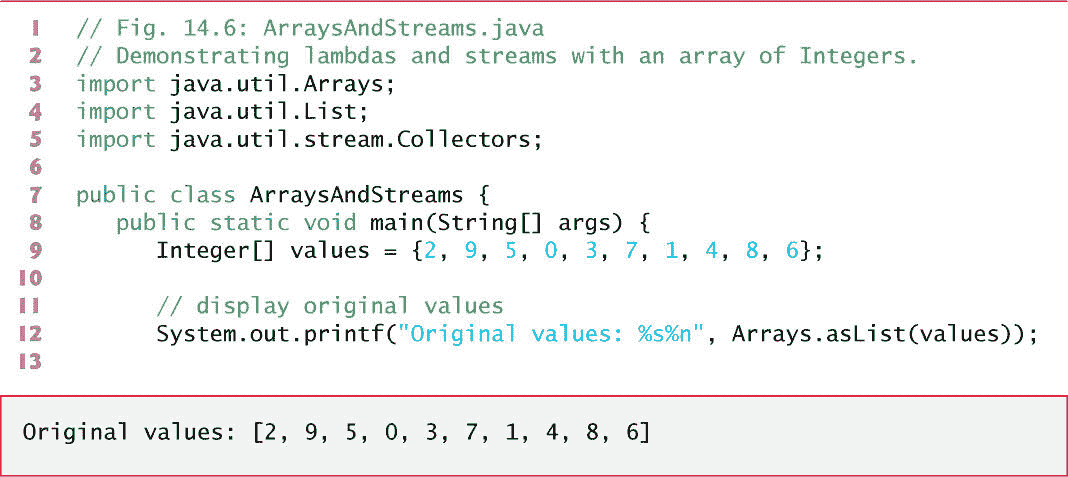 1 // Fig. 14.6: ArraysAndStreams.java
2 // Demonstrating lambdas and streams with an array of Integers.
3 import java.util.Arrays;
4 import java.util.List;
5 import java.util.stream.Collectors;
6
7 public class ArraysAndStreams {
8    public static void main(String[] args) {
9       Integer[] values = {2, 9, 5, 0, 3, 7, 1, 4, 8, 6};
10
11       // display original values
12       System.out.printf("Original values: %s%n", Arrays.asList(values));
13
Original values: [2, 9, 5, 0, 3, 7, 1, 4, 8, 6]